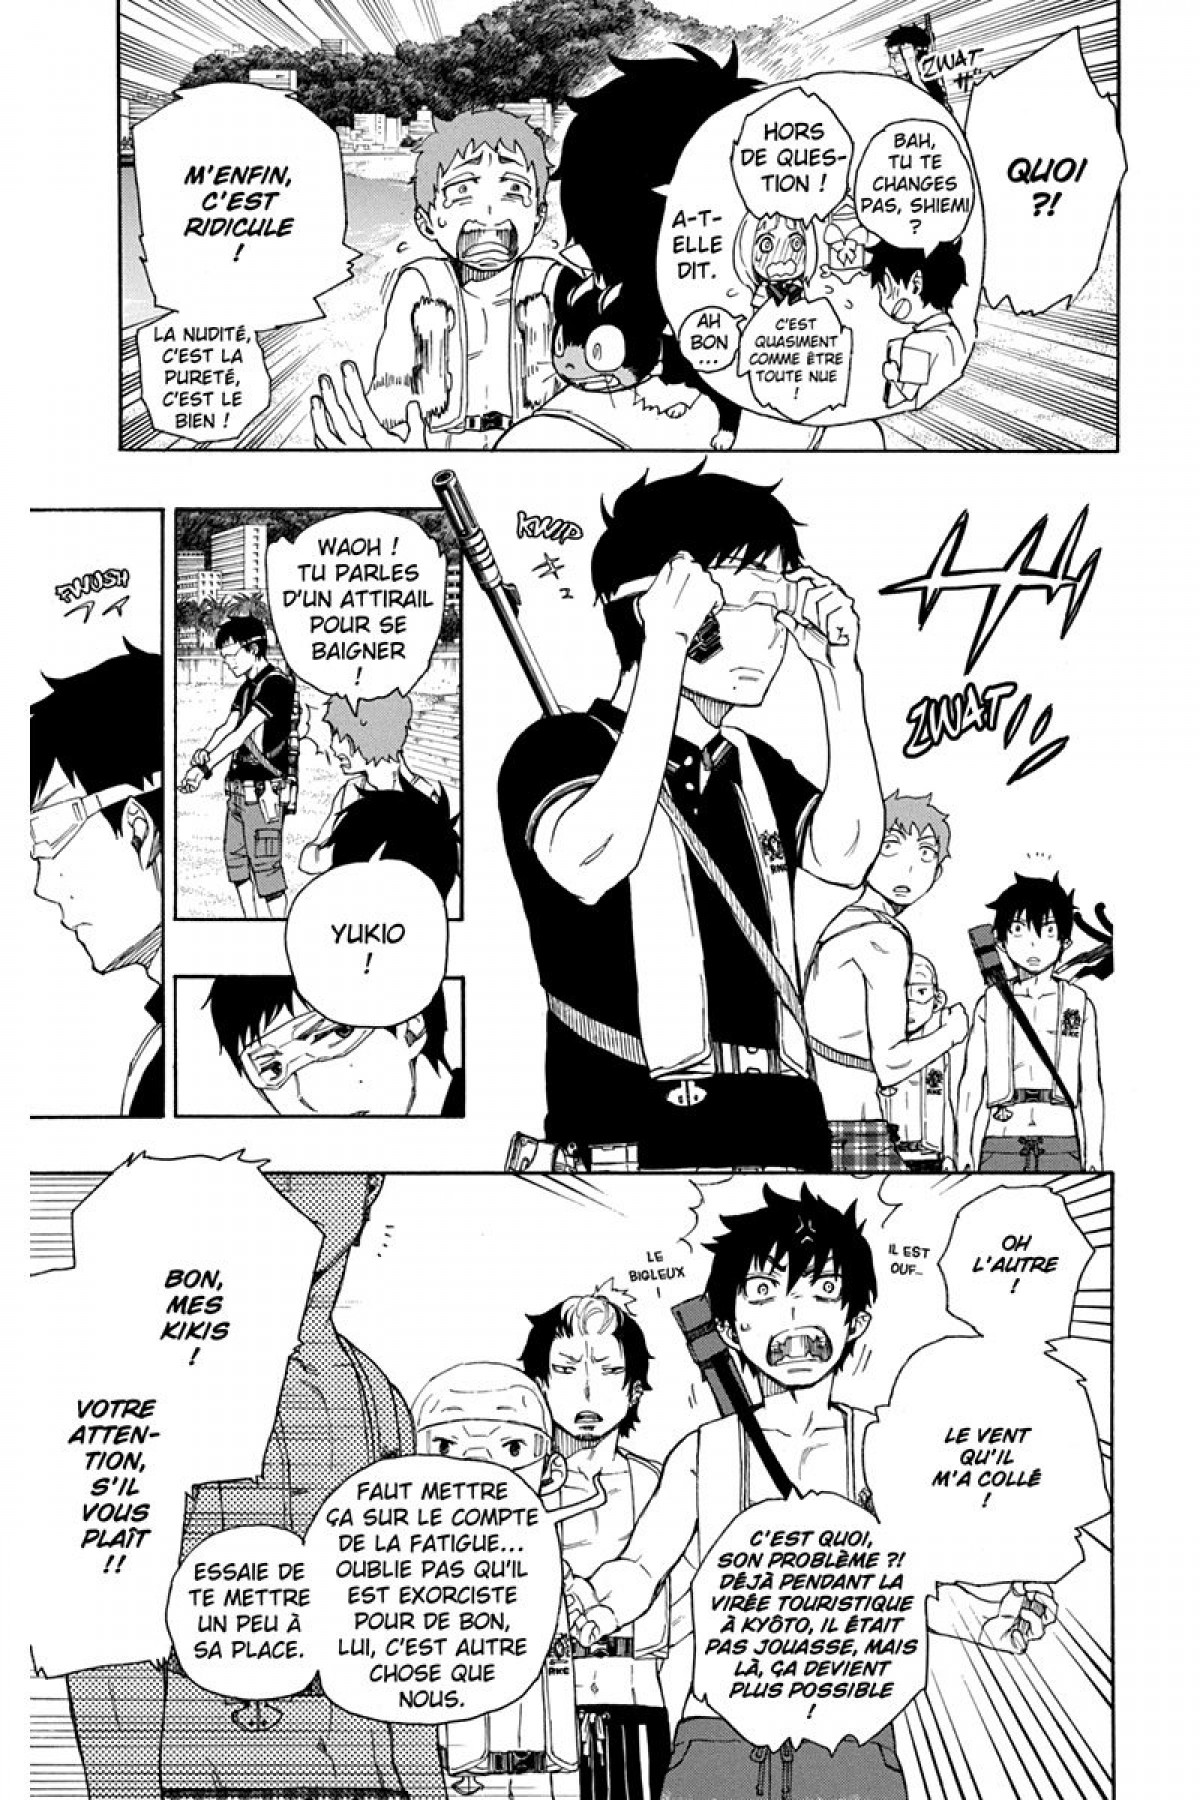 QUOI
?!
ZWAT
BAH,
TU TE
CHANGES
PAS, SHIEMI
?
HORS
DE QUES-
TION !
A-T-
ELLE
DIT.
C'EST
QUASIMENT
COMME ÊTRE
TOUTE NUE
!
AH
BON
...
M'ENFIN,
C'EST
RIDICULE
!
LA NUDITÉ,
C'EST LA
PURETÉ,
C'EST LE
BIEN !
ZWAT
KWIP
RKE
RKE
RKE
WAOH !
TU PARLES
D'UN ATTIRAIL
POUR SE
BAIGNER
!
YUKIO
!
FWUSH
OH
L'AUTRE
!
LE VENT
QU'IL
M'A COLLÉ
!
IL EST
OUF...
LE
BIGLEUX
C'EST QUOI,
SON PROBLÈME ?!
DÉJÀ PENDANT LA
VIRÉE TOURISTIQUE
À KYÔTO, IL ÉTAIT
PAS JOUASSE, MAIS
LÀ, ÇA DEVIENT
PLUS POSSIBLE
!
FAUT METTRE
ÇA SUR LE COMPTE
DE LA FATIGUE...
OUBLIE PAS QU'IL
EST EXORCISTE
POUR DE BON,
LUI, C'EST AUTRE
CHOSE QUE
NOUS.
ESSAIE DE
TE METTRE
UN PEU À
SA PLACE.
RKE
BON,
MES
KIKIS
!
VOTRE
ATTEN-
TION,
S'IL
VOUS
PLAÎT
!!